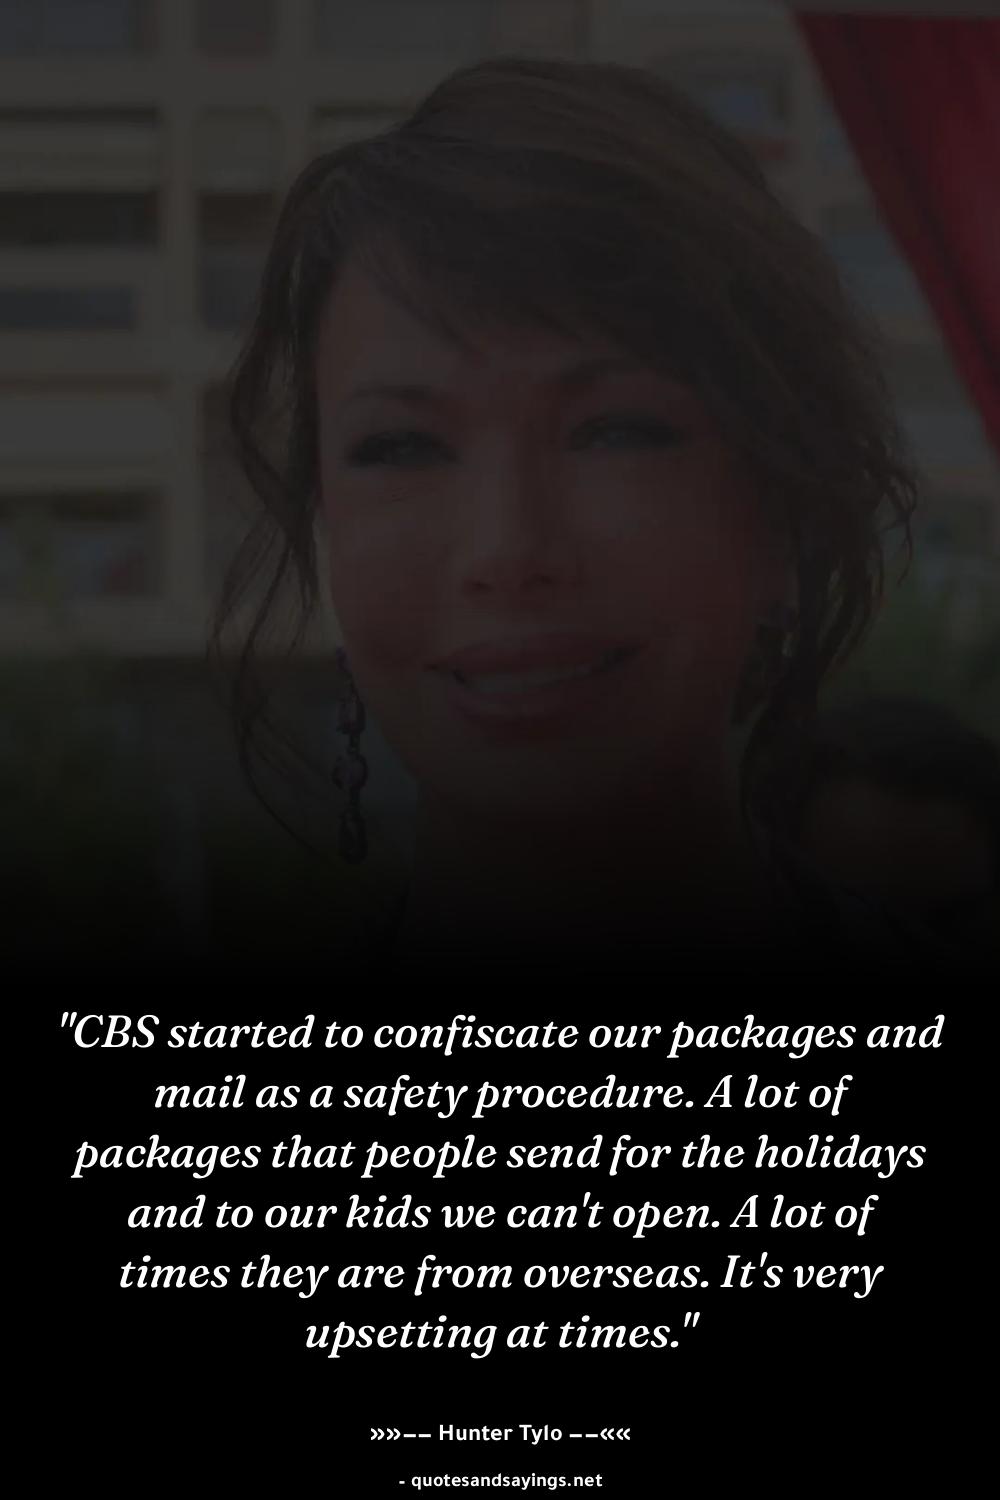 "CBS started to confiscate our packages and
mail as a safety procedure. A lot of
packages that people send for the holidays
and to our kids we can't open. A lot of
times they are from overseas. It's very
upsetting at times."
»»–– Hunter Tylo ––««
- quotesandsayings.net